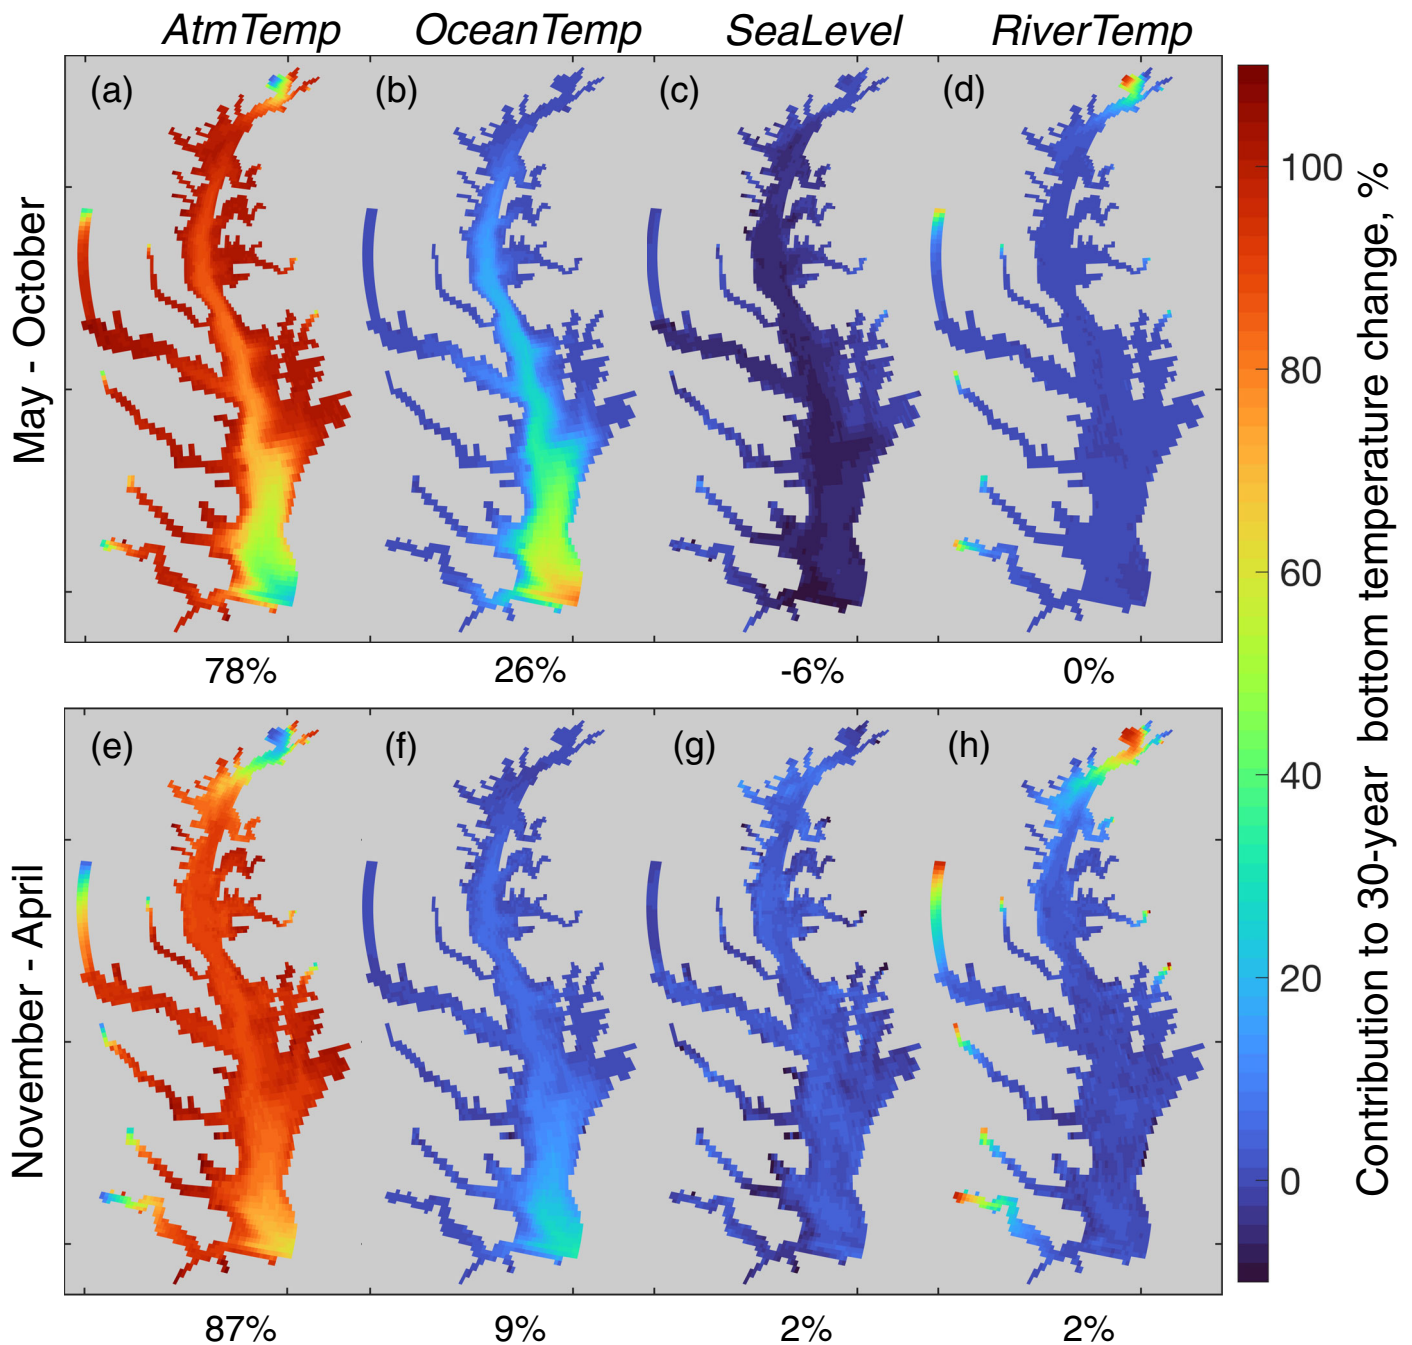 AtmTemp OceanTemp SeaLevel RiverTemp
(a) (b) (c) (d)
May - October
78% 26% -6% 0%
(e) (f) (g) (h)
November - April
87% 9% 2% 2%
100
80
60
40
20
0
Contribution to 30-year bottom temperature change, %